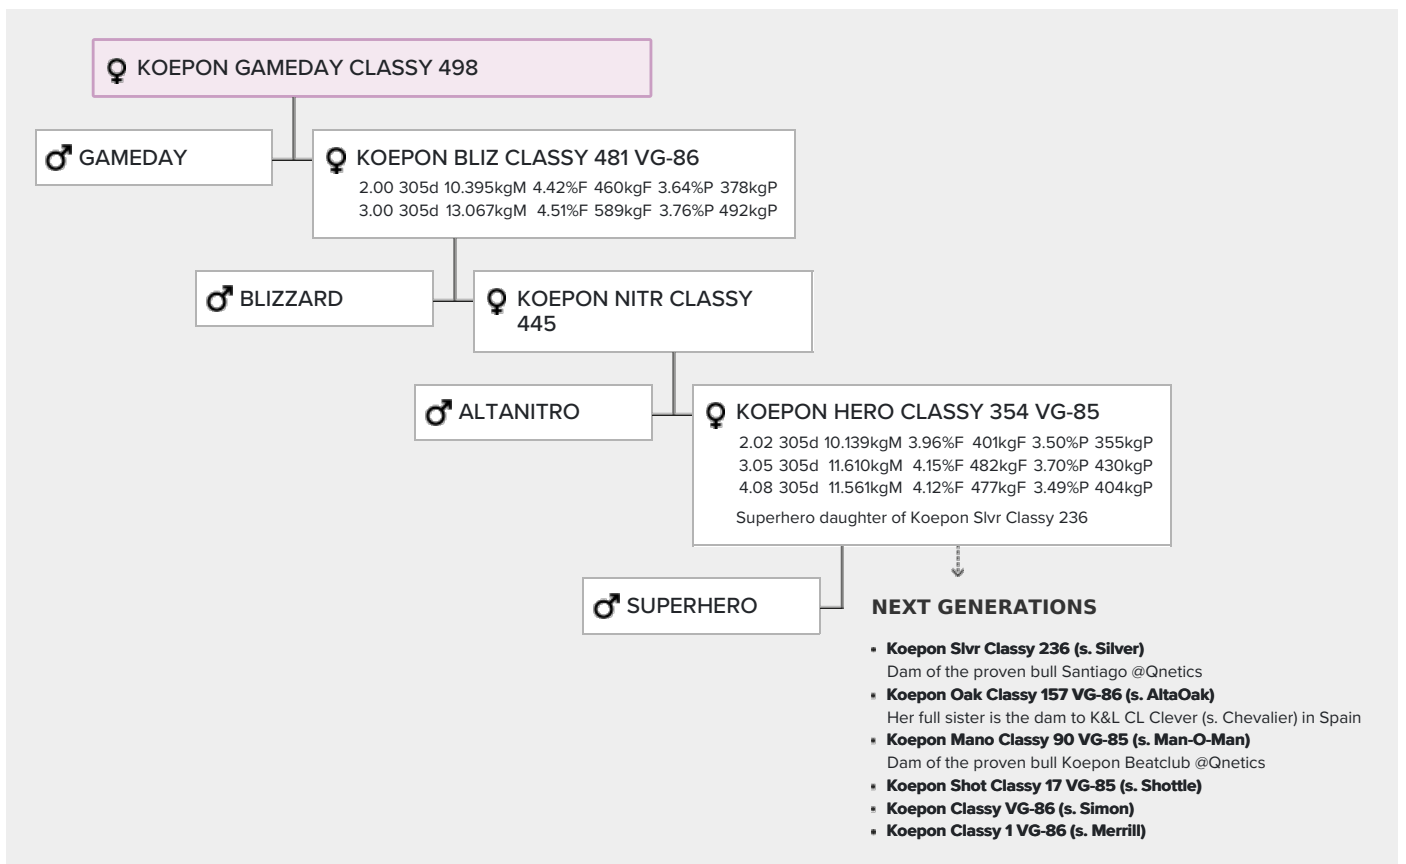 KOEPON GAMEDAY CLASSY 498
GAMEDAY
KOEPON BLIZ CLASSY 481 VG-86
2.00 305d 10.395kgM 4.42%F 460kgF 3.64%P 378kgP
3.00 305d 13.067kgM 4.51%F 589kgF 3.76%P 492kgP
BLIZZARD
KOEPON NITR CLASSY
445
ALTANITRO
KOEPON HERO CLASSY 354 VG-85
2.02 305d 10.139kgM 3.96%F 401kgF 3.50%P 355kgP
3.05 305d 11.610kgM 4.15%F 482kgF 3.70%P 430kgP
4.08 305d 11.561kgM 4.12%F 477kgF 3.49%P 404kgP
Superhero daughter of Koepon Slvr Classy 236
SUPERHERO
NEXT GENERATIONS
Koepon Slvr Classy 236 (s. Silver)
Dam of the proven bull Santiago @Qnetics
Koepon Oak Classy 157 VG-86 (s. AltaOak)
Her full sister is the dam to K&L CL Clever (s. Chevalier) in Spain
Koepon Mano Classy 90 VG-85 (s. Man-O-Man)
Dam of the proven bull Koepon Beatclub @Qnetics
Koepon Shot Classy 17 VG-85 (s. Shottle)
Koepon Classy VG-86 (s. Simon)
Koepon Classy 1 VG-86 (s. Merrill)